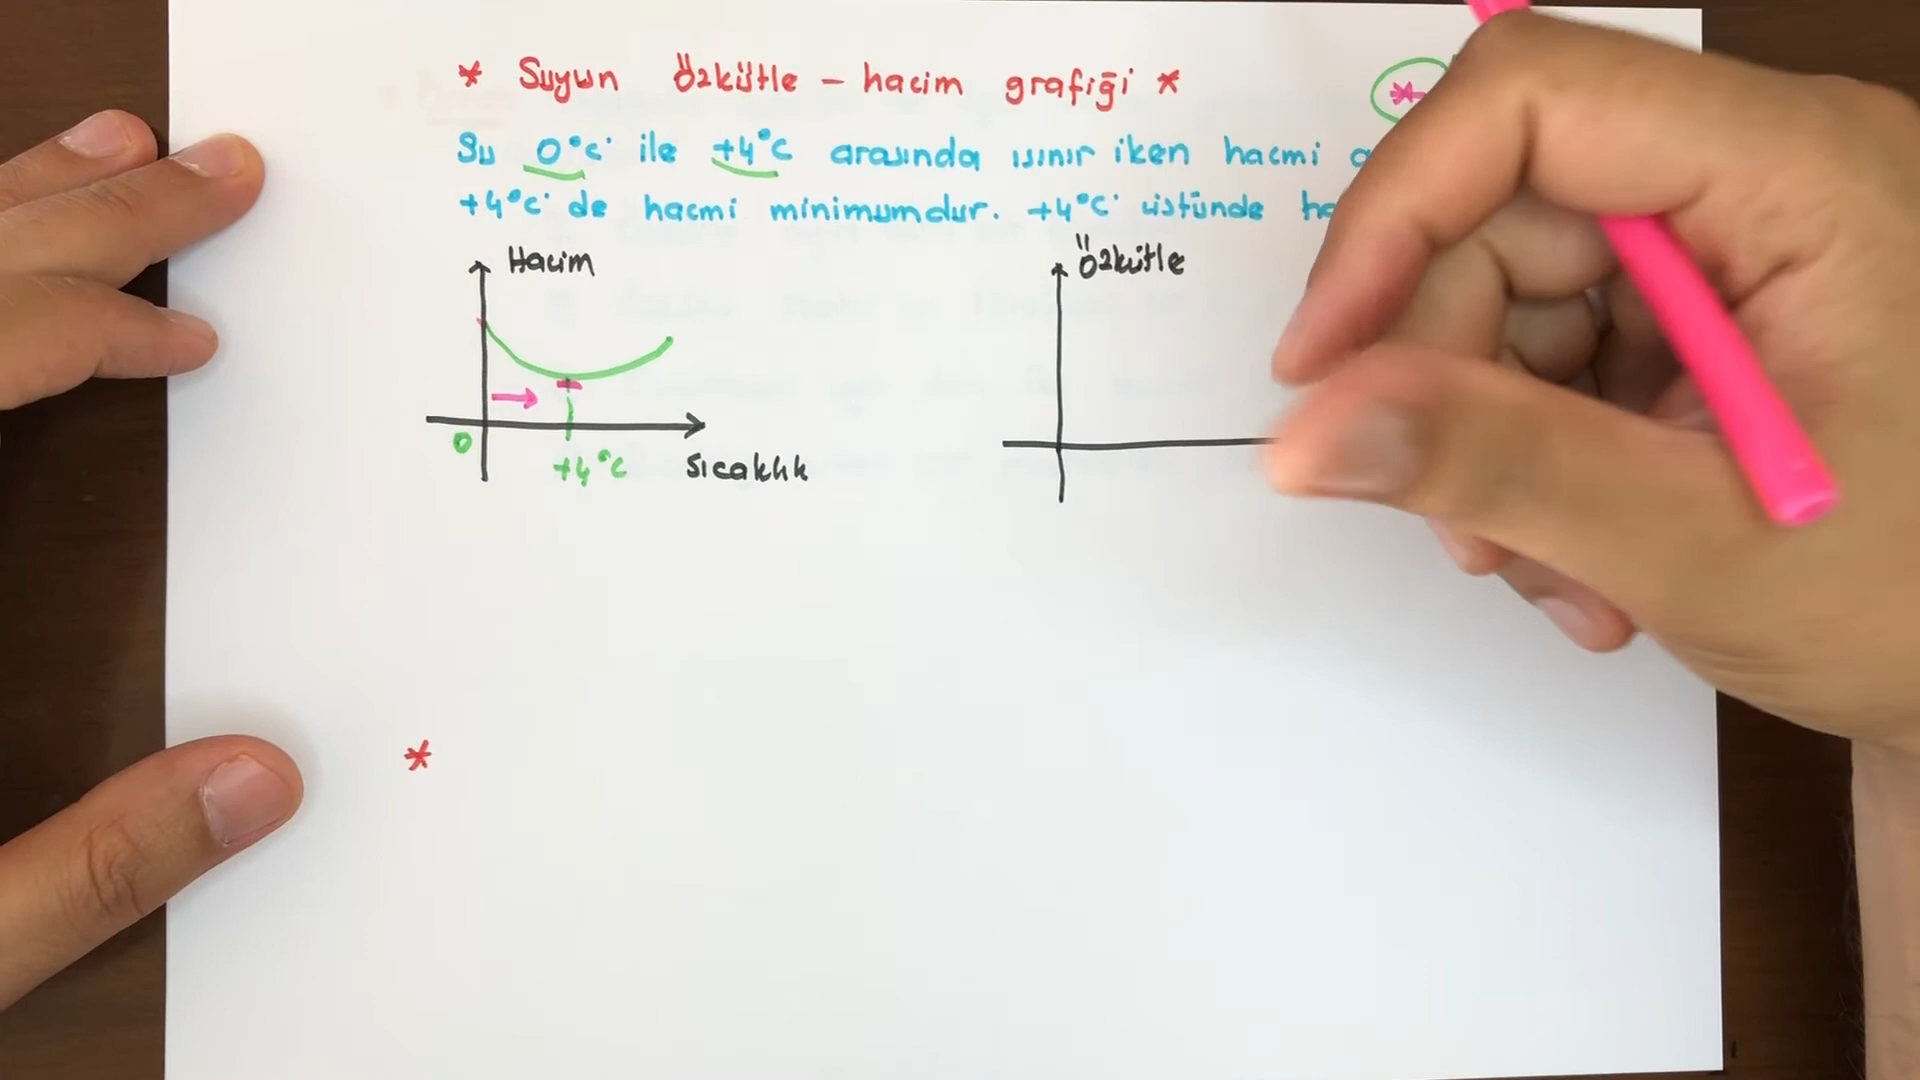 * Suyun Özkütle - hacim grafiği *
Su 0°C ile +4°C arasında ısınır iken hacmi
+4°C de hacmi minimumdur. +4°C üstünde
Hacim
Özkütle
0
+4°C
Sıcaklık
*